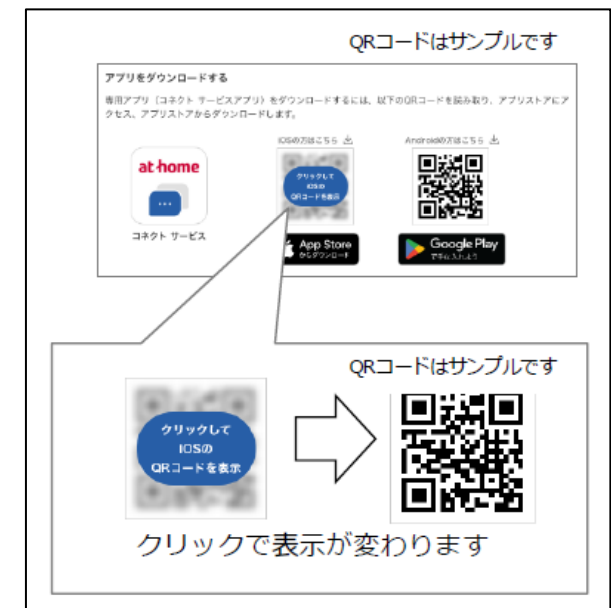 QRコードはサンプルです
アプリをダウンロードする
専用アプリ（コネクト サービスアプリ）をダウンロードするには、以下のQRコードを読み取り、アプリストアにア
クセス、アプリストアからダウンロードします。
iOSの方はこちら
Androidの方はこちら
at home
クリックして
iOSの
QRコードを表示
コネクト サービス
App Store
からダウンロード
Google Play
で手に入れよう
QRコードはサンプルです
クリックして
iOSの
QRコードを表示
クリックで表示が変わります